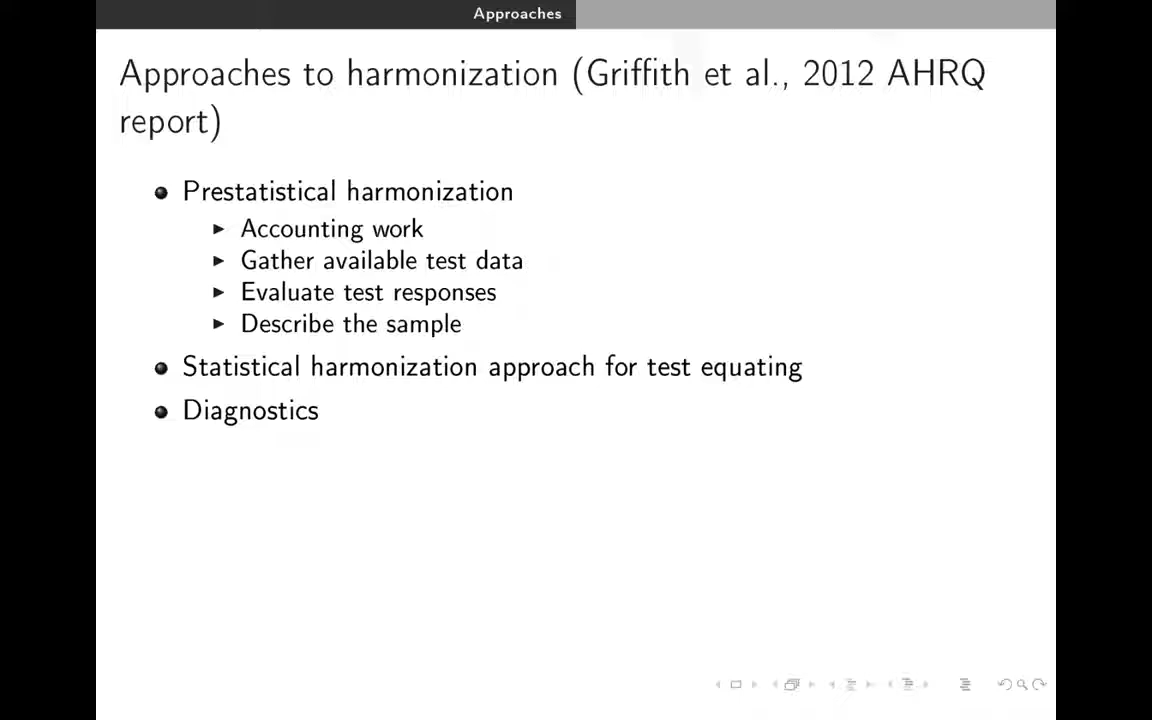 Approaches
Approaches to harmonization (Griffith et al., 2012 AHRQ
report)
Prestatistical harmonization
Accounting work
Gather available test data
Evaluate test responses
Describe the sample
Statistical harmonization approach for test equating
Diagnostics